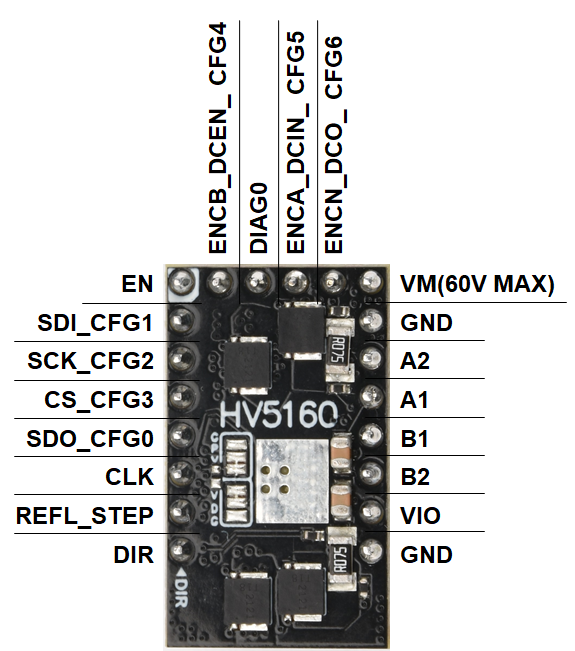 ENCB_DCEN_ CFG4
DIAG0
ENCA_DCIN_ CFG5
ENCN_DCO_ CFG6
EN
VM(60V MAX)
SDI_CFG1
GND
SCK_CFG2
A2
CS_CFG3
A1
SDO_CFG0
B1
CLK
B2
REFL_STEP
VIO
DIR
GND
R075
HV5160
R075
DIR